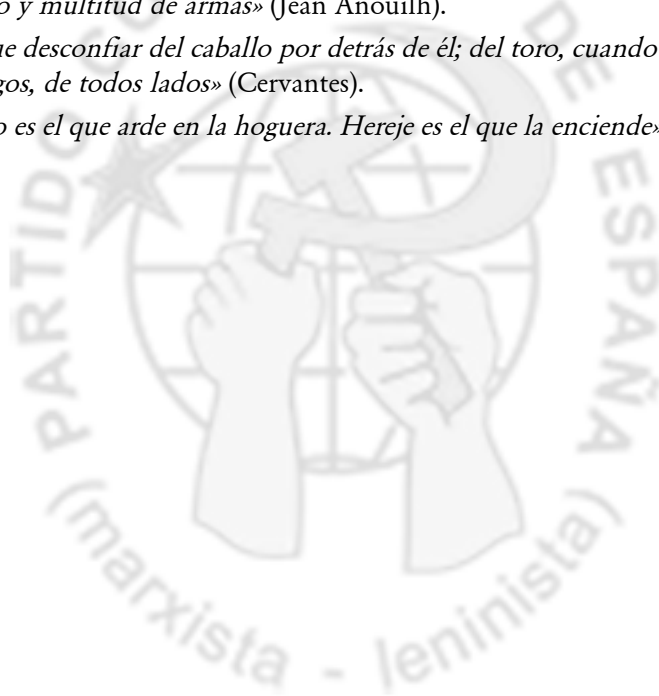 o y multitud de armas» (Jean Anouilh).
ue desconfiar del caballo por detrás de él; del toro, cuando
gos, de todos lados» (Cervantes).
o es el que arde en la hoguera. Hereje es el que la enciende»
PARTIDO CO
DE ESPAÑA
(marxista - leninista)